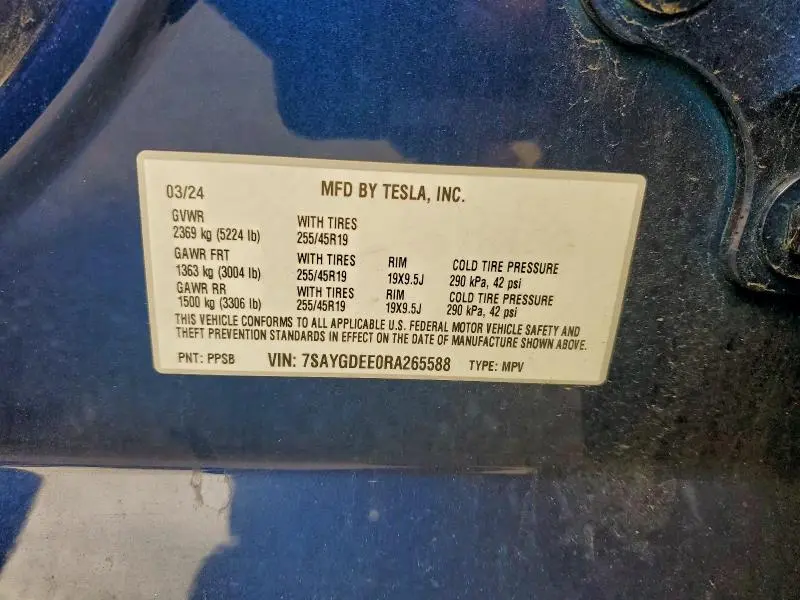 03/24 MFD BY TESLA, INC.
GVWR WITH TIRES
2369 kg (5224 lb) 255/45R19
GAWR FRT WITH TIRES RIM COLD TIRE PRESSURE
1363 kg (3004 lb) 255/45R19 19X9.5J 290 kPa, 42 psi
GAWR RR WITH TIRES RIM COLD TIRE PRESSURE
1500 kg (3306 lb) 255/45R19 19X9.5J 290 kPa, 42 psi
THIS VEHICLE CONFORMS TO ALL APPLICABLE U.S. FEDERAL MOTOR VEHICLE SAFETY AND
THEFT PREVENTION STANDARDS IN EFFECT ON THE DATE OF MANUFACTURE SHOWN ABOVE.
PNT: PPSB VIN: 7SAYGDEE0RA265588 TYPE: MPV